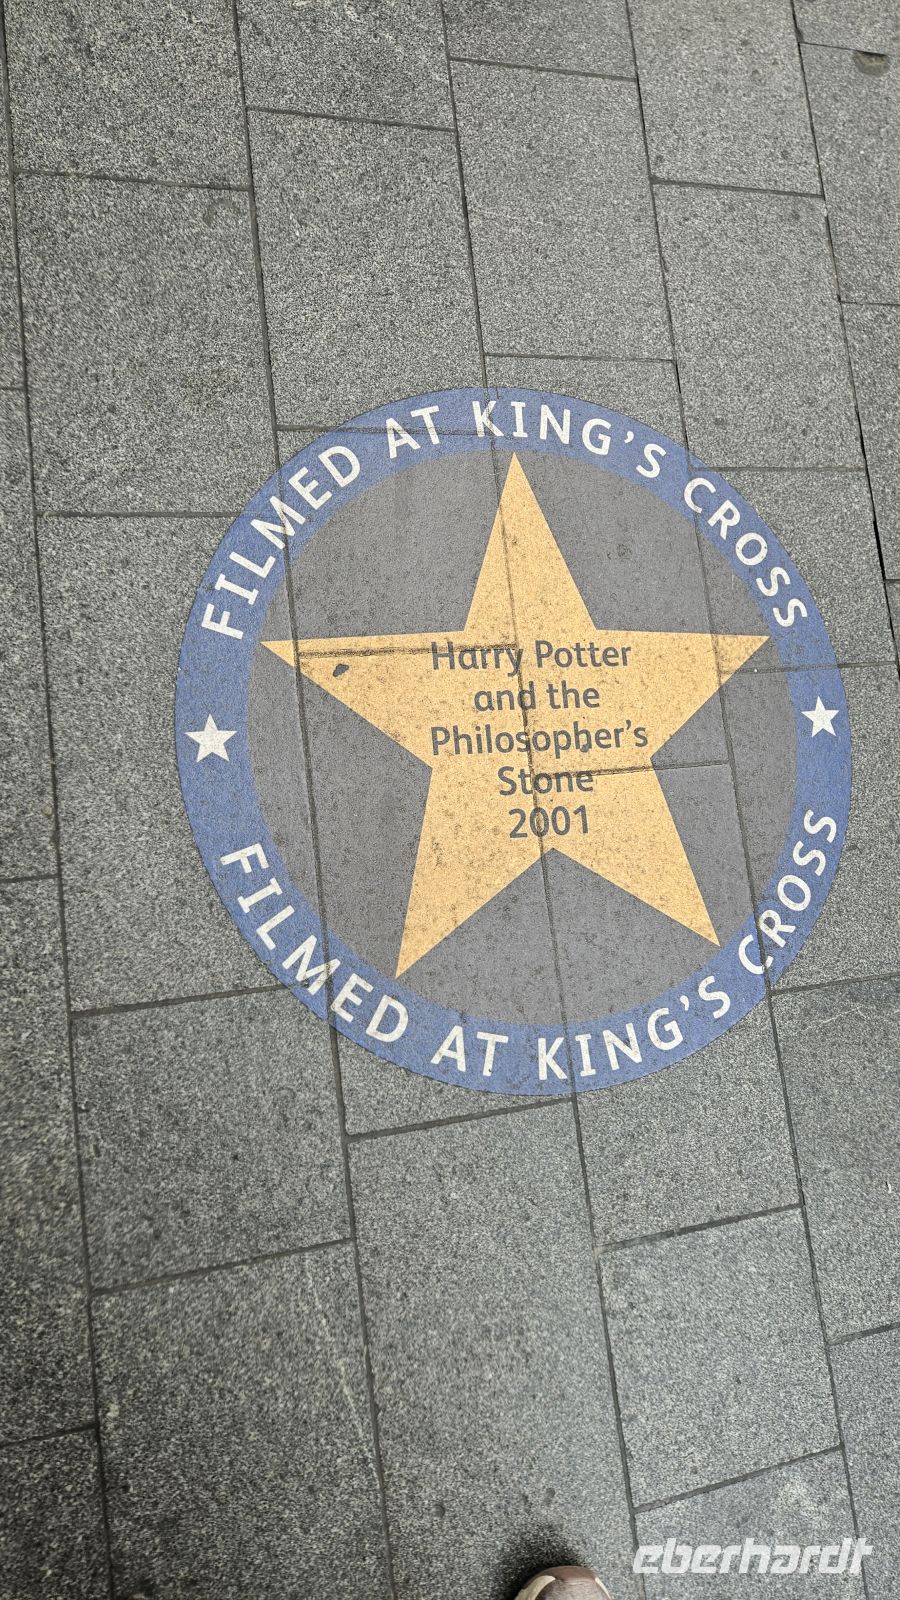 FILMED AT KING'S CROSS
Harry Potter
and the
Philosopher's
Stone
2001
FILMED AT KING'S CROSS
eberhardt